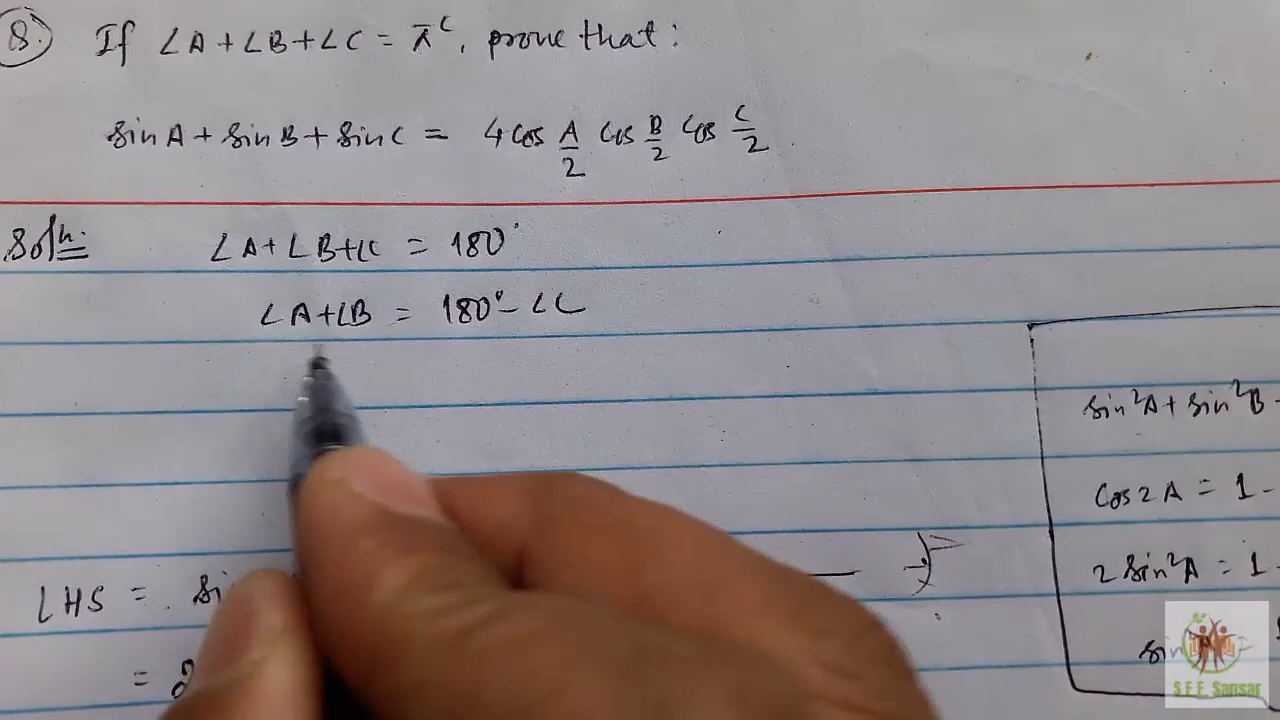 8. If ∠A+∠B+∠C = π^c, prove that:
sin A + sin B + sin C = 4 cos A/2 cos B/2 cos C/2
Soln. ∠A+∠B+∠C = 180°
∠A+∠B = 180° - ∠C
sin²A + sin²B -
cos 2A = 1 -
2 sin²A = 1 -
LHS =
=
S.E.E. Sansar